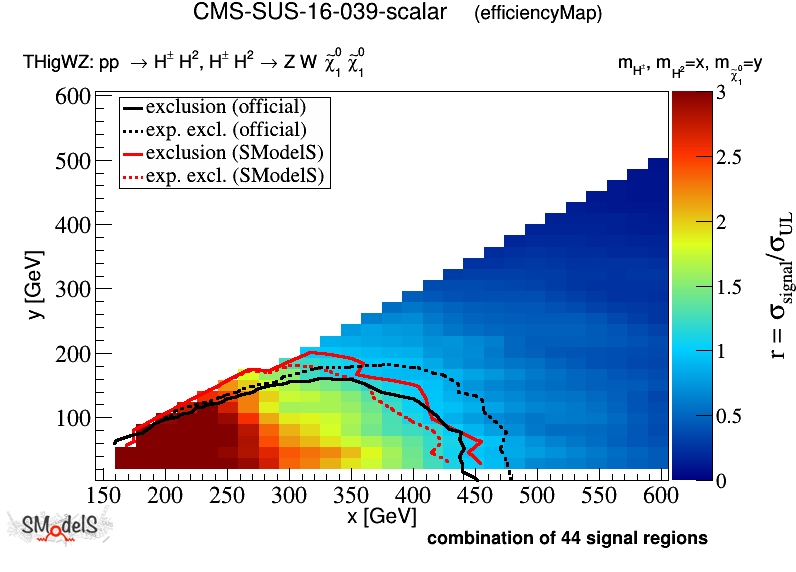 CMS-SUS-16-039-scalar (efficiencyMap)
THigWZ: pp → H± H², H± H² → Z W χ̃₁⁰ χ̃₁⁰
m_H±, m_H²=x, m_χ̃₁⁰=y
exclusion (official)
exp. excl. (official)
exclusion (SModelS)
exp. excl. (SModelS)
600
500
400
300
200
100
y [GeV]
150 200 250 300 350 400 450 500 550 600
x [GeV]
3
2.5
2
1.5
1
0.5
0
r = σ_signal/σ_UL
SModelS
combination of 44 signal regions